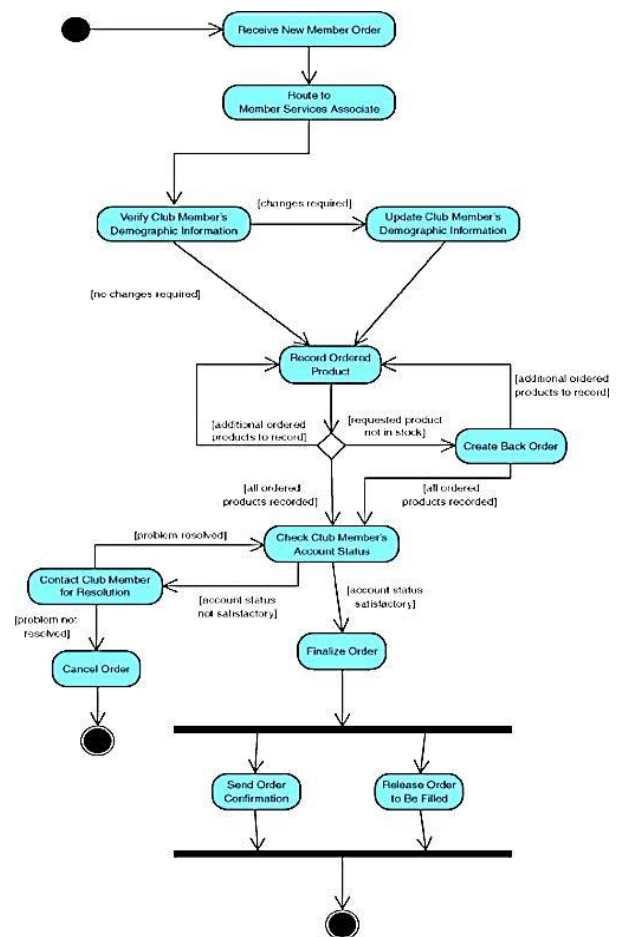 Receive New Member Order
Route to
Member Services Associate
[changes required]
Verify Club Member's
Demographic Information
Update Club Member's
Demographic Information
[no changes required]
Record Ordered
Product
[additional ordered
products to record]
[additional ordered
products to record]
[requested product
not in stock]
Create Back Order
[all ordered
products recorded]
[all ordered
products recorded]
[problem resolved]
Check Club Member's
Account Status
Contact Club Member
for Resolution
[account status
not satisfactory]
[account status
satisfactory]
[problem not
resolved]
Cancel Order
Finalize Order
Send Order
Confirmation
Release Order
to Be Filled